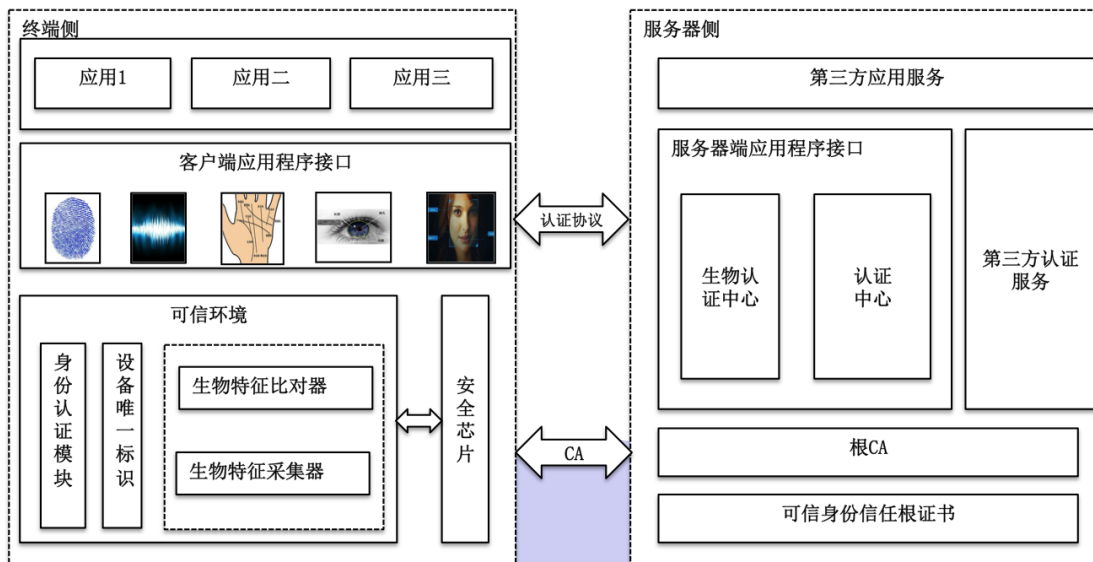 终端侧
应用1
应用二
应用三
客户端应用程序接口
可信环境
身份认证模块
设备唯一标识
生物特征比对器
生物特征采集器
安全芯片
认证协议
CA
服务器侧
第三方应用服务
服务器端应用程序接口
生物认
证中心
认证
中心
第三方认证
服务
根CA
可信身份信任根证书